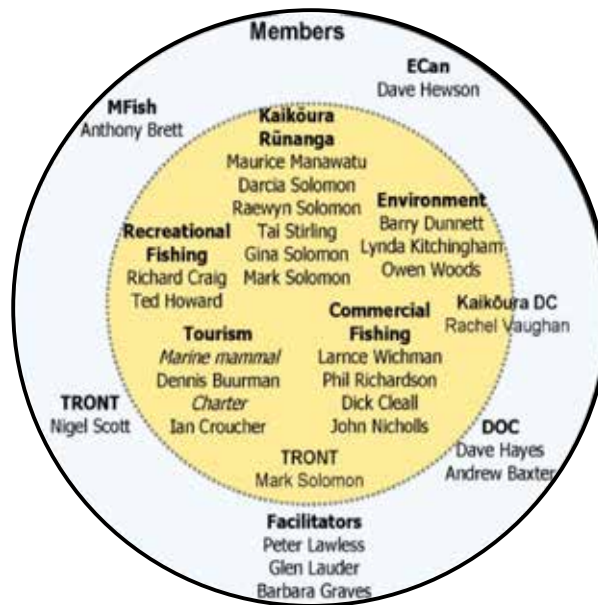 Members
ECan
Dave Hewson
MFish
Anthony Brett
Kaikōura
Rūnanga
Maurice Manawatu
Darcia Solomon
Raewyn Solomon
Tai Stirling
Gina Solomon
Mark Solomon
Environment
Barry Dunnett
Lynda Kitchingham
Owen Woods
Recreational
Fishing
Richard Craig
Ted Howard
Kaikōura DC
Rachel Vaughan
Commercial
Fishing
Larnce Wichman
Phil Richardson
Dick Cleall
John Nicholls
Tourism
Marine mammal
Dennis Buurman
Charter
Ian Croucher
TRONT
Nigel Scott
DOC
Dave Hayes
Andrew Baxter
TRONT
Mark Solomon
Facilitators
Peter Lawless
Glen Lauder
Barbara Graves